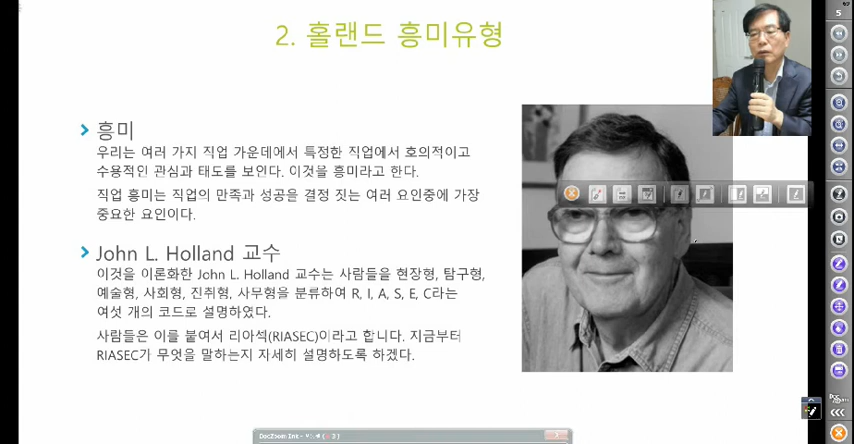 5
2. 홀랜드 흥미유형
흥미
우리는 여러 가지 직업 가운데에서 특정한 직업에서 호의적이고
수용적인 관심과 태도를 보인다. 이것을 흥미라고 한다.
직업 흥미는 직업의 만족과 성공을 결정 짓는 여러 요인중에 가장
중요한 요인이다.
John L. Holland 교수
이것을 이론화한 John L. Holland 교수는 사람들을 현장형, 탐구형,
예술형, 사회형, 진취형, 사무형을 분류하여 R, I, A, S, E, C라는
여섯 개의 코드로 설명하였다.
사람들은 이를 붙여서 리아섹(RIASEC)이라고 합니다. 지금부터
RIASEC가 무엇을 말하는지 자세히 설명하도록 하겠다.
DocZoom Ink -